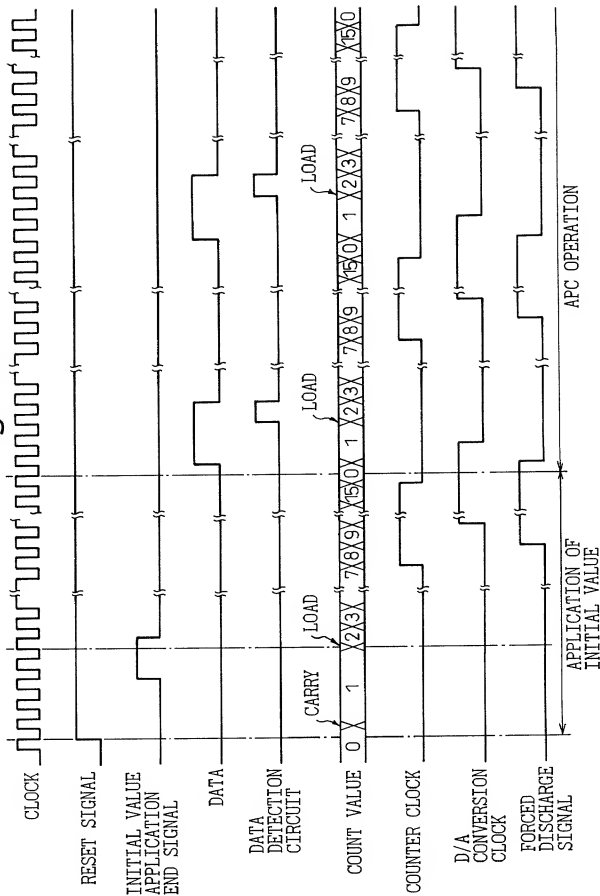 CLOCK
RESET SIGNAL
INITIAL VALUE
APPLICATION
END SIGNAL
DATA
DATA
DETECTION
CIRCUIT
CARRY
LOAD
LOAD
LOAD
COUNT VALUE
0 1 2 3 7 8 9 15 0 1 2 3 7 8 9 15 0 1 2 3 7 8 9 15 0
COUNTER CLOCK
D/A
CONVERSION
CLOCK
FORCED
DISCHARGE
SIGNAL
APPLICATION OF
INITIAL VALUE
APC OPERATION